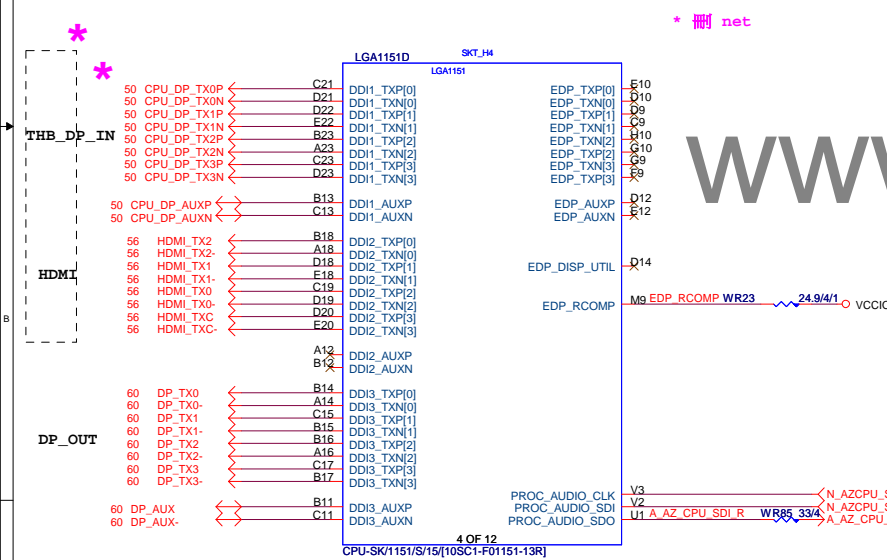 * 刪 net
*
*
LGA1151D
SKT_H4
LGA1151
50 CPU_DP_TX0P C21 DDI1_TXP[0] EDP_TXP[0] E10
50 CPU_DP_TX0N D21 DDI1_TXN[0] EDP_TXN[0] D10
50 CPU_DP_TX1P D22 DDI1_TXP[1] EDP_TXP[1] D9
50 CPU_DP_TX1N E22 DDI1_TXN[1] EDP_TXN[1] C9
THB_DP_IN
50 CPU_DP_TX2P B23 DDI1_TXP[2] EDP_TXP[2] H10
50 CPU_DP_TX2N A23 DDI1_TXN[2] EDP_TXN[2] G10
50 CPU_DP_TX3P C23 DDI1_TXP[3] EDP_TXN[3] G9
50 CPU_DP_TX3N D23 DDI1_TXN[3] EDP_TXP[3] F9
WWW
50 CPU_DP_AUXP B13 DDI1_AUXP EDP_AUXP D12
50 CPU_DP_AUXN C13 DDI1_AUXN EDP_AUXN E12
56 HDMI_TX2 B18 DDI2_TXP[0]
56 HDMI_TX2- A18 DDI2_TXN[0]
56 HDMI_TX1 D18 DDI2_TXP[1] EDP_DISP_UTIL D14
HDMI
56 HDMI_TX1- E18 DDI2_TXN[1]
56 HDMI_TX0 C19 DDI2_TXP[2]
56 HDMI_TX0- D19 DDI2_TXN[2] EDP_RCOMP M9 EDP_RCOMP WR23 24.9/4/1 VCCIO
56 HDMI_TXC D20 DDI2_TXP[3]
56 HDMI_TXC- E20 DDI2_TXN[3]
B
A12 DDI2_AUXP
B12 DDI2_AUXN
60 DP_TX0 B14 DDI3_TXP[0]
60 DP_TX0- A14 DDI3_TXN[0]
60 DP_TX1 C15 DDI3_TXP[1]
60 DP_TX1- B15 DDI3_TXN[1]
DP_OUT
60 DP_TX2 B16 DDI3_TXP[2]
60 DP_TX2- A16 DDI3_TXN[2]
60 DP_TX3 C17 DDI3_TXP[3]
60 DP_TX3- B17 DDI3_TXN[3]
PROC_AUDIO_CLK V3 N_AZCPU_S
60 DP_AUX B11 DDI3_AUXP PROC_AUDIO_SDI V2
60 DP_AUX- C11 DDI3_AUXN PROC_AUDIO_SDO U1 A_AZ_CPU_SDI_R WR85 33/4 A_AZ_CPU_
4 OF 12
CPU-SK/1151/S/15/[10SC1-F01151-13R]